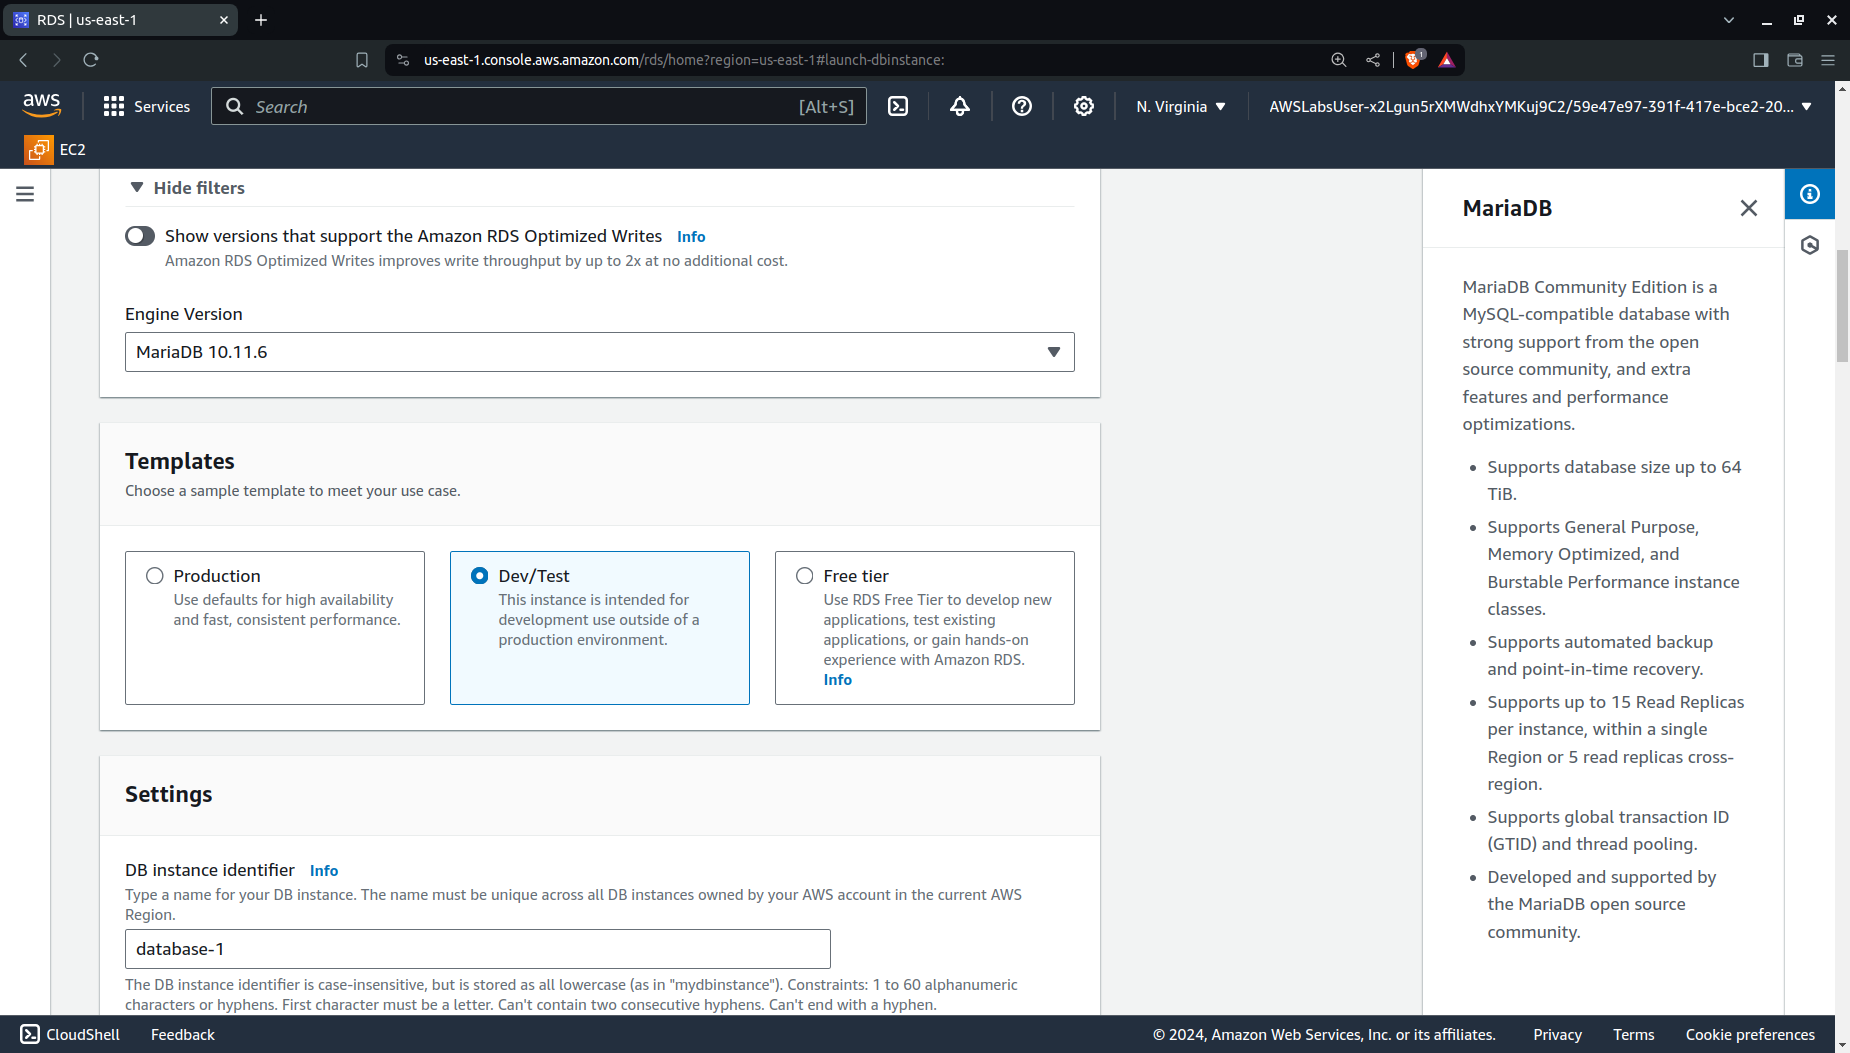 RDS | us-east-1
us-east-1.console.aws.amazon.com/rds/home?region=us-east-1#launch-dbinstance:
1
aws
Services
Search
[Alt+S]
N. Virginia
AWSLabsUser-x2Lgun5rXMWdhxYMKuj9C2/59e47e97-391f-417e-bce2-20...
EC2
Hide filters
Show versions that support the Amazon RDS Optimized Writes Info
Amazon RDS Optimized Writes improves write throughput by up to 2x at no additional cost.
Engine Version
MariaDB 10.11.6
Templates
Choose a sample template to meet your use case.
Production
Use defaults for high availability
and fast, consistent performance.
Dev/Test
This instance is intended for
development use outside of a
production environment.
Free tier
Use RDS Free Tier to develop new
applications, test existing
applications, or gain hands-on
experience with Amazon RDS.
Info
Settings
DB instance identifier Info
Type a name for your DB instance. The name must be unique across all DB instances owned by your AWS account in the current AWS
Region.
database-1
The DB instance identifier is case-insensitive, but is stored as all lowercase (as in "mydbinstance"). Constraints: 1 to 60 alphanumeric
characters or hyphens. First character must be a letter. Can't contain two consecutive hyphens. Can't end with a hyphen.
MariaDB
MariaDB Community Edition is a
MySQL-compatible database with
strong support from the open
source community, and extra
features and performance
optimizations.
• Supports database size up to 64
TiB.
• Supports General Purpose,
Memory Optimized, and
Burstable Performance instance
classes.
• Supports automated backup
and point-in-time recovery.
• Supports up to 15 Read Replicas
per instance, within a single
Region or 5 read replicas cross-
region.
• Supports global transaction ID
(GTID) and thread pooling.
• Developed and supported by
the MariaDB open source
community.
CloudShell
Feedback
© 2024, Amazon Web Services, Inc. or its affiliates.
Privacy
Terms
Cookie preferences